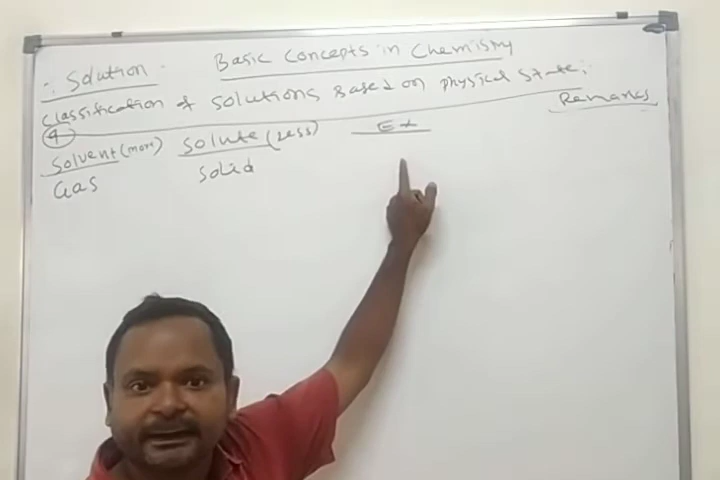 : Solution Basic Concepts in Chemistry
Classification of Solutions Based on physical State:
Remarks
4
Solvent (more) Solute (Less) Ex
Gas Solid